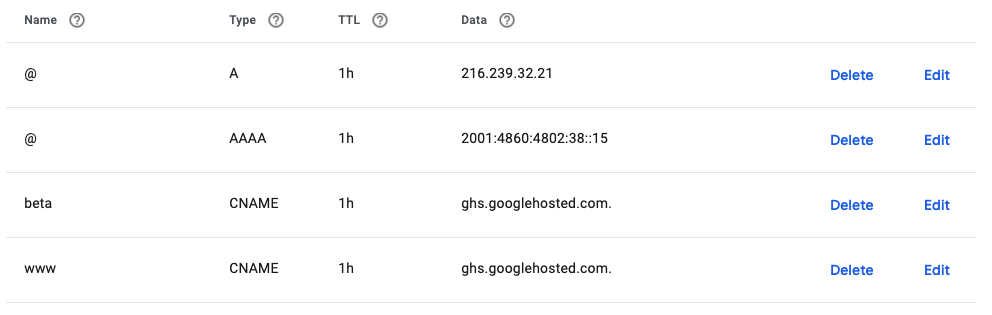 Name ? Type ? TTL ? Data ?
@ A 1h 216.239.32.21 Delete Edit
@ AAAA 1h 2001:4860:4802:38::15 Delete Edit
beta CNAME 1h ghs.googlehosted.com. Delete Edit
www CNAME 1h ghs.googlehosted.com. Delete Edit